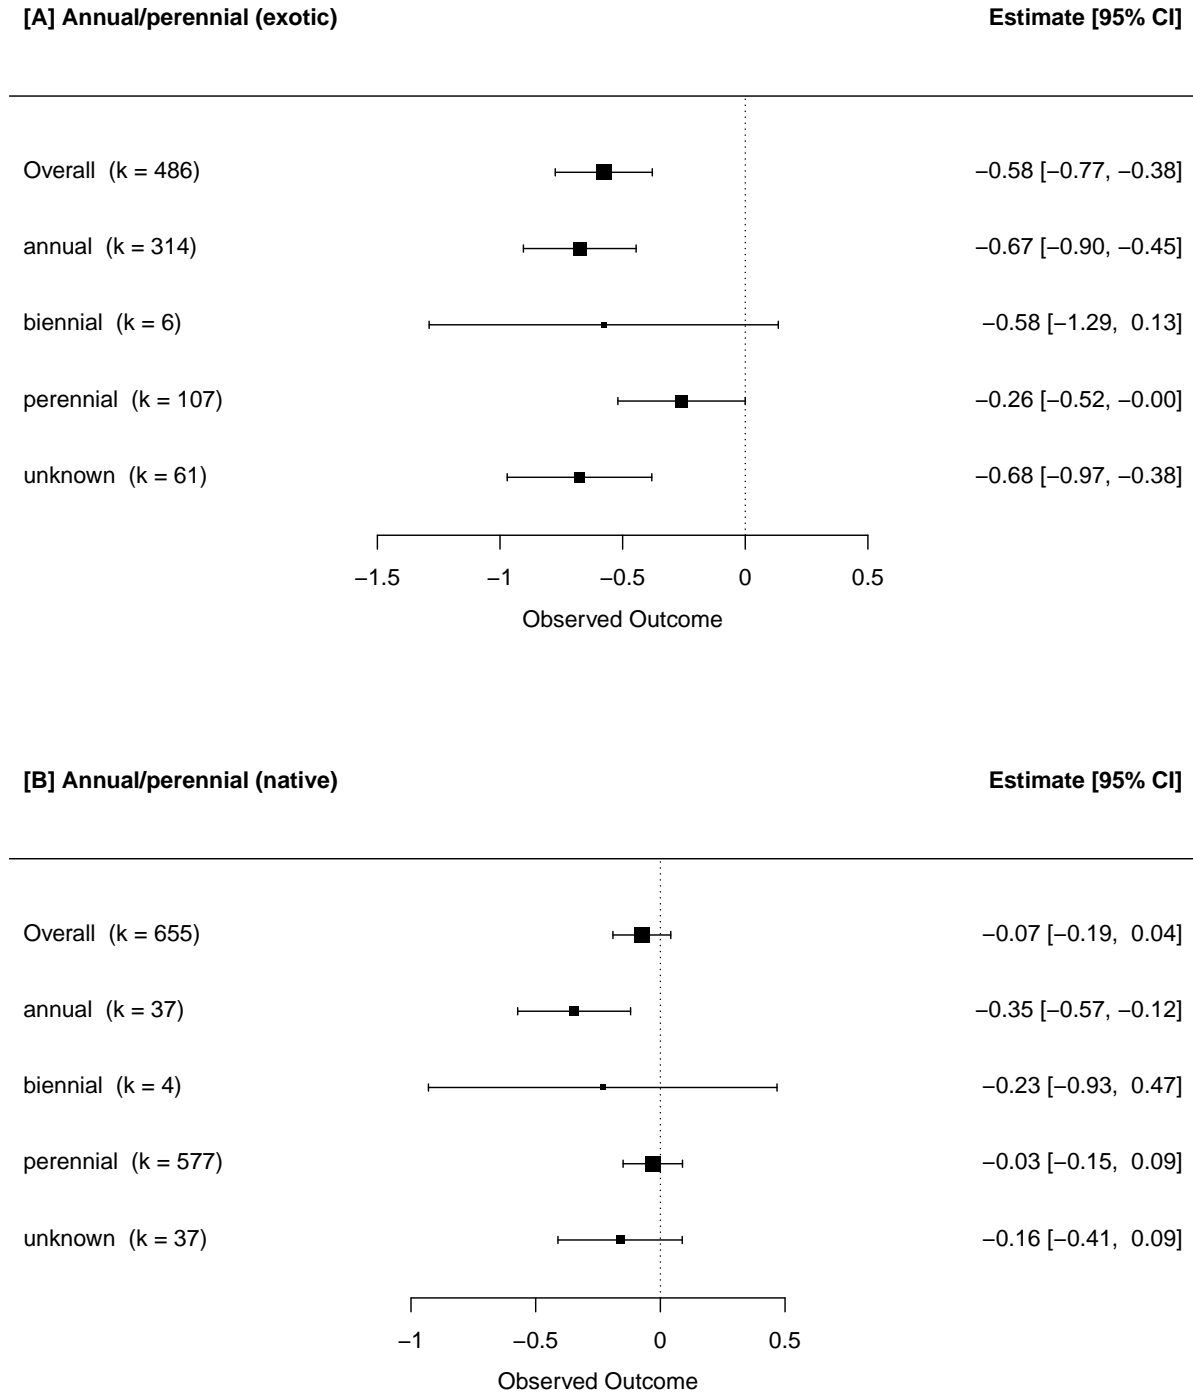 [A] Annual/perennial (exotic) Estimate [95% CI]
Overall (k = 486) −0.58 [−0.77, −0.38]
annual (k = 314) −0.67 [−0.90, −0.45]
biennial (k = 6) −0.58 [−1.29, 0.13]
perennial (k = 107) −0.26 [−0.52, −0.00]
unknown (k = 61) −0.68 [−0.97, −0.38]
−1.5 −1 −0.5 0 0.5
Observed Outcome
[B] Annual/perennial (native) Estimate [95% CI]
Overall (k = 655) −0.07 [−0.19, 0.04]
annual (k = 37) −0.35 [−0.57, −0.12]
biennial (k = 4) −0.23 [−0.93, 0.47]
perennial (k = 577) −0.03 [−0.15, 0.09]
unknown (k = 37) −0.16 [−0.41, 0.09]
−1 −0.5 0 0.5
Observed Outcome